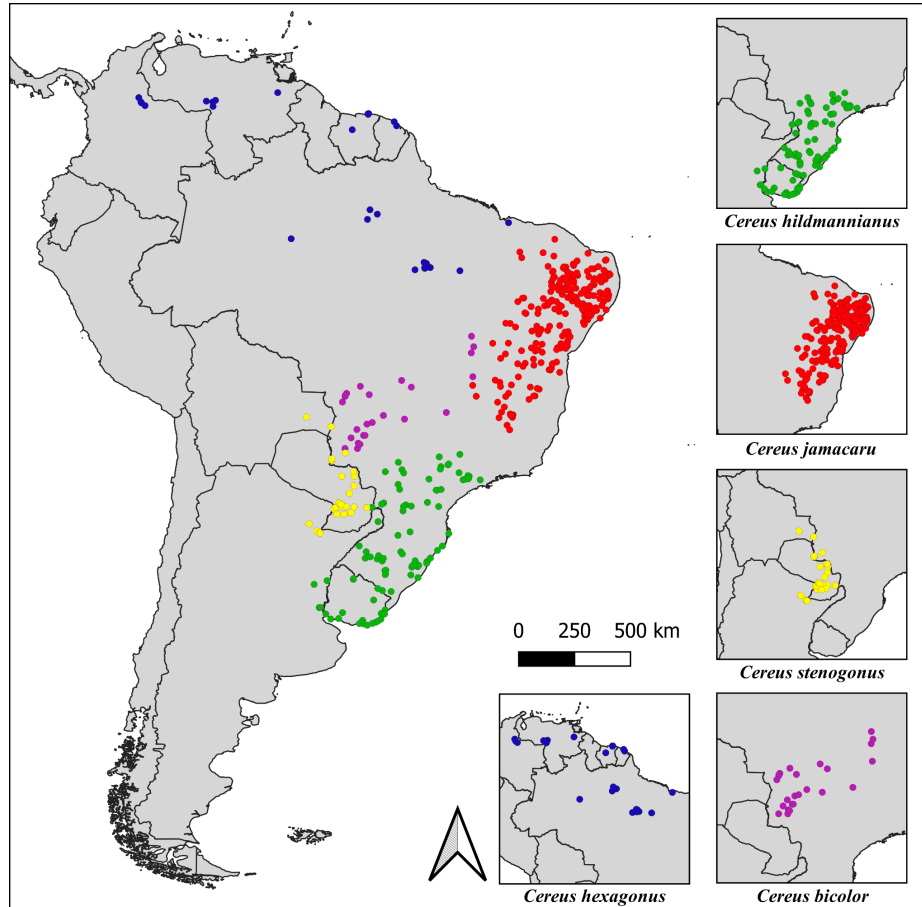 Cereus hildmannianus
Cereus jamacaru
0 250 500 km
Cereus stenogonus
Cereus hexagonus
Cereus bicolor